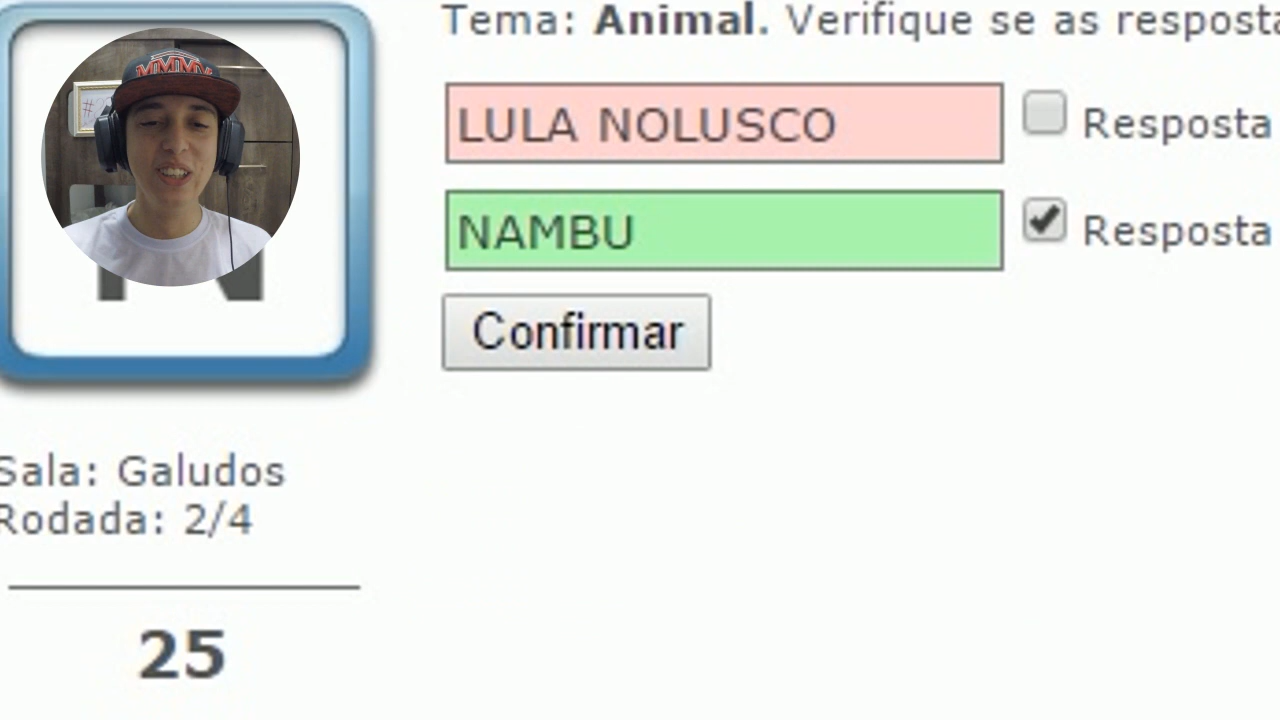 Tema: Animal. Verifique se as resposta
LULA NOLUSCO
Resposta
NAMBU
Resposta
Confirmar
N
Sala: Galudos
Rodada: 2/4
25